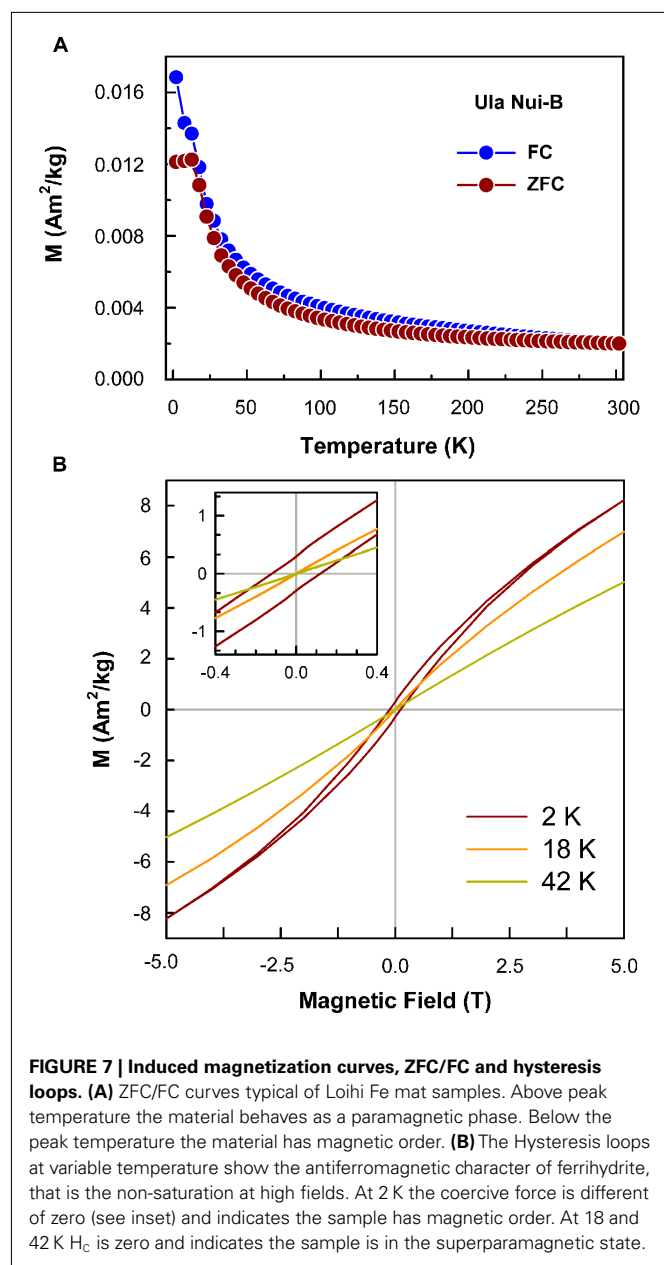 A
0.016
0.012
0.008
0.004
0.000
M (Am²/kg)
Ula Nui-B
FC
ZFC
0 50 100 150 200 250 300
Temperature (K)
B
8
6
4
2
0
-2
-4
-6
-8
M (Am²/kg)
1
0
-1
-0.4 0.0 0.4
2 K
18 K
42 K
-5.0 -2.5 0.0 2.5 5.0
Magnetic Field (T)
FIGURE 7 | Induced magnetization curves, ZFC/FC and hysteresis
loops. (A) ZFC/FC curves typical of Loihi Fe mat samples. Above peak
temperature the material behaves as a paramagnetic phase. Below the
peak temperature the material has magnetic order. (B) The Hysteresis loops
at variable temperature show the antiferromagnetic character of ferrihydrite,
that is the non-saturation at high fields. At 2 K the coercive force is different
of zero (see inset) and indicates the sample has magnetic order. At 18 and
42 K H_C is zero and indicates the sample is in the superparamagnetic state.